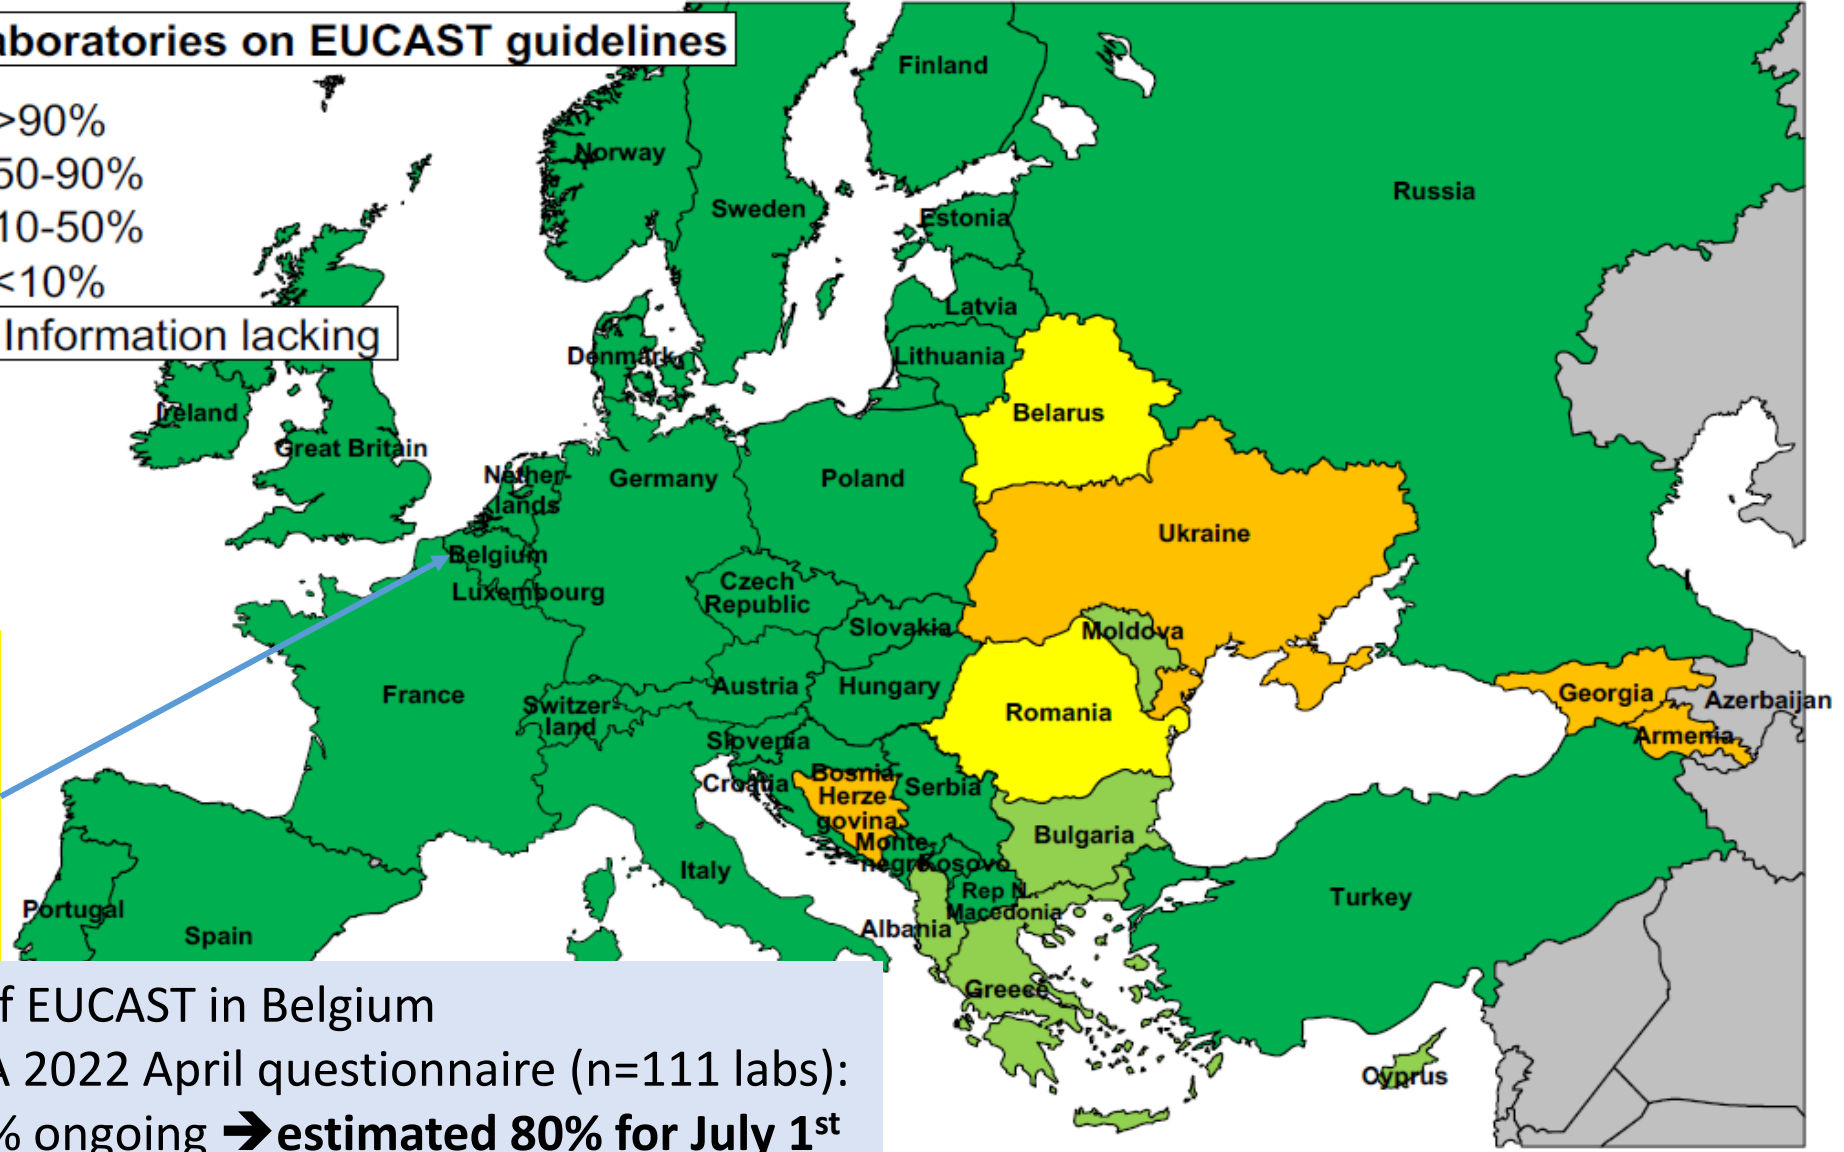 aboratories on EUCAST guidelines
>90%
50-90%
10-50%
<10%
Information lacking
Finland
Norway
Sweden
Russia
Estonia
Latvia
Denmark
Lithuania
Ireland
Belarus
Great Britain
Nether-
lands
Germany
Poland
Ukraine
Belgium
Luxembourg
Czech
Republic
Slovakia
Moldova
France
Austria
Hungary
Switzer-
land
Romania
Georgia
Azerbaijan
Armenia
Slovenia
Croatia
Bosnia-
Herze-
govina
Serbia
Monte-
negro
Kosovo
Bulgaria
Italy
Rep N.
Macedonia
Turkey
Portugal
Spain
Albania
Greece
Cyprus
f EUCAST in Belgium
A 2022 April questionnaire (n=111 labs):
% ongoing ➔estimated 80% for July 1st